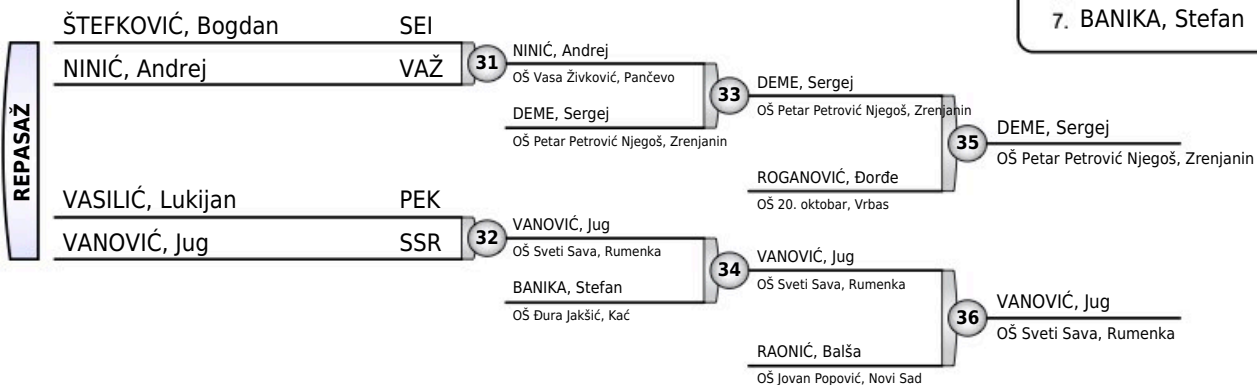 7. BANIKA, Stefan
REPASAŽ
ŠTEFKOVIĆ, Bogdan SEI
NINIĆ, Andrej VAŽ
31
NINIĆ, Andrej
OŠ Vasa Živković, Pančevo
DEME, Sergej
OŠ Petar Petrović Njegoš, Zrenjanin
33
DEME, Sergej
OŠ Petar Petrović Njegoš, Zrenjanin
ROGANOVIĆ, Đorđe
OŠ 20. oktobar, Vrbas
35
DEME, Sergej
OŠ Petar Petrović Njegoš, Zrenjanin
VASILIĆ, Lukijan PEK
VANOVIĆ, Jug SSR
32
VANOVIĆ, Jug
OŠ Sveti Sava, Rumenka
BANIKA, Stefan
OŠ Đura Jakšić, Kać
34
VANOVIĆ, Jug
OŠ Sveti Sava, Rumenka
RAONIĆ, Balša
OŠ Jovan Popović, Novi Sad
36
VANOVIĆ, Jug
OŠ Sveti Sava, Rumenka